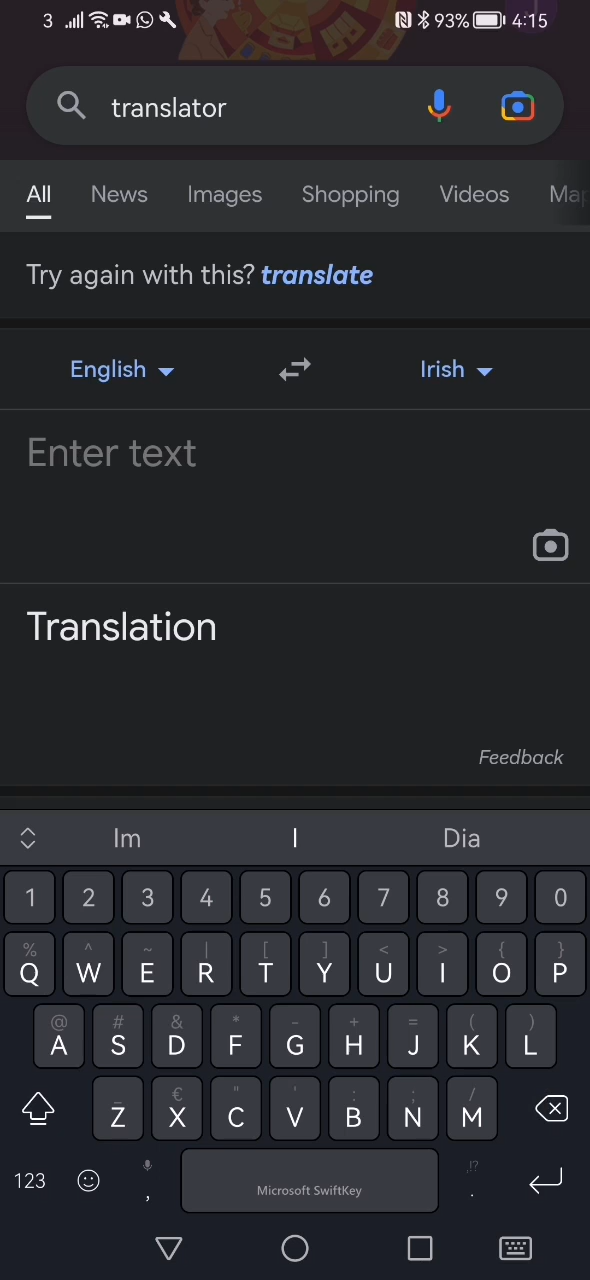 3 93% 4:15
translator
All News Images Shopping Videos Ma
Try again with this? translate
English Irish
Enter text
Translation
Feedback
Im I Dia
1 2 3 4 5 6 7 8 9 0
% ^ ~ | [ ] < > { }
Q W E R T Y U I O P
@ # & * - + = ( )
A S D F G H J K L
_ € " ' : ; /
Z X C V B N M
123 , Microsoft SwiftKey ,!? .